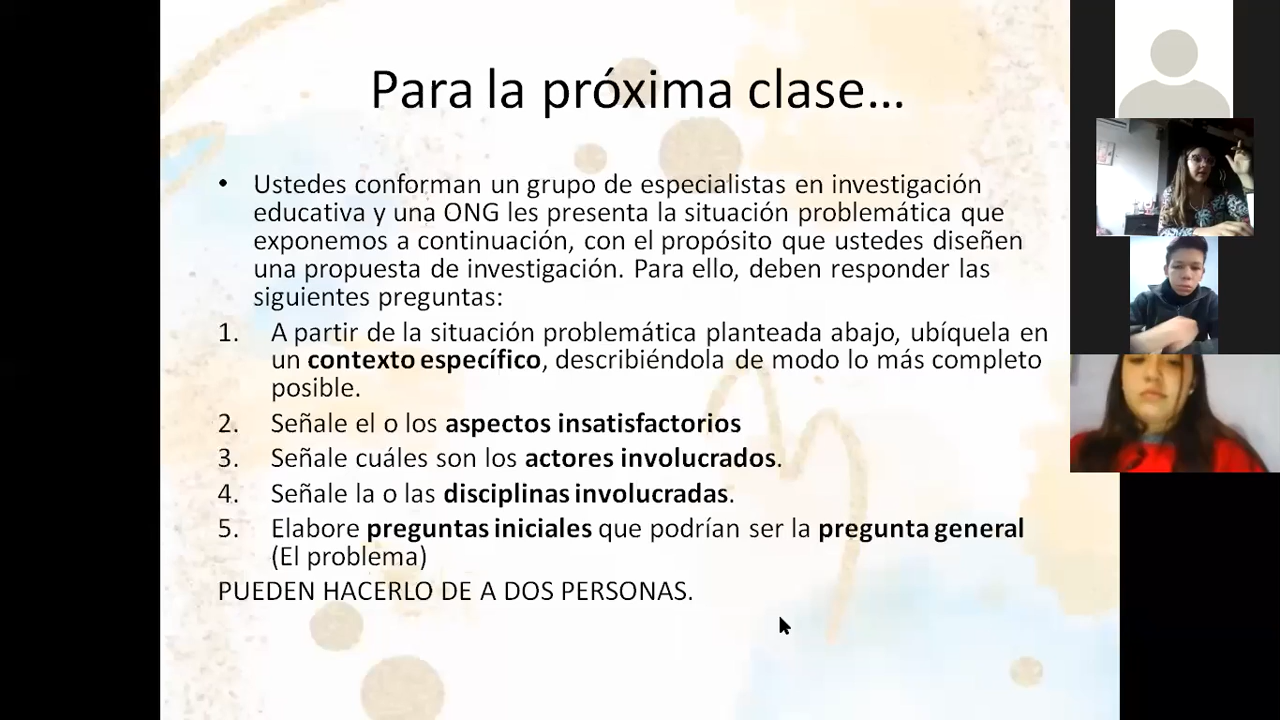 Para la próxima clase...
• Ustedes conforman un grupo de especialistas en investigación
educativa y una ONG les presenta la situación problemática que
exponemos a continuación, con el propósito que ustedes diseñen
una propuesta de investigación. Para ello, deben responder las
siguientes preguntas:
1. A partir de la situación problemática planteada abajo, ubíquela en
un contexto específico, describiéndola de modo lo más completo
posible.
2. Señale el o los aspectos insatisfactorios
3. Señale cuáles son los actores involucrados.
4. Señale la o las disciplinas involucradas.
5. Elabore preguntas iniciales que podrían ser la pregunta general
(El problema)
PUEDEN HACERLO DE A DOS PERSONAS.